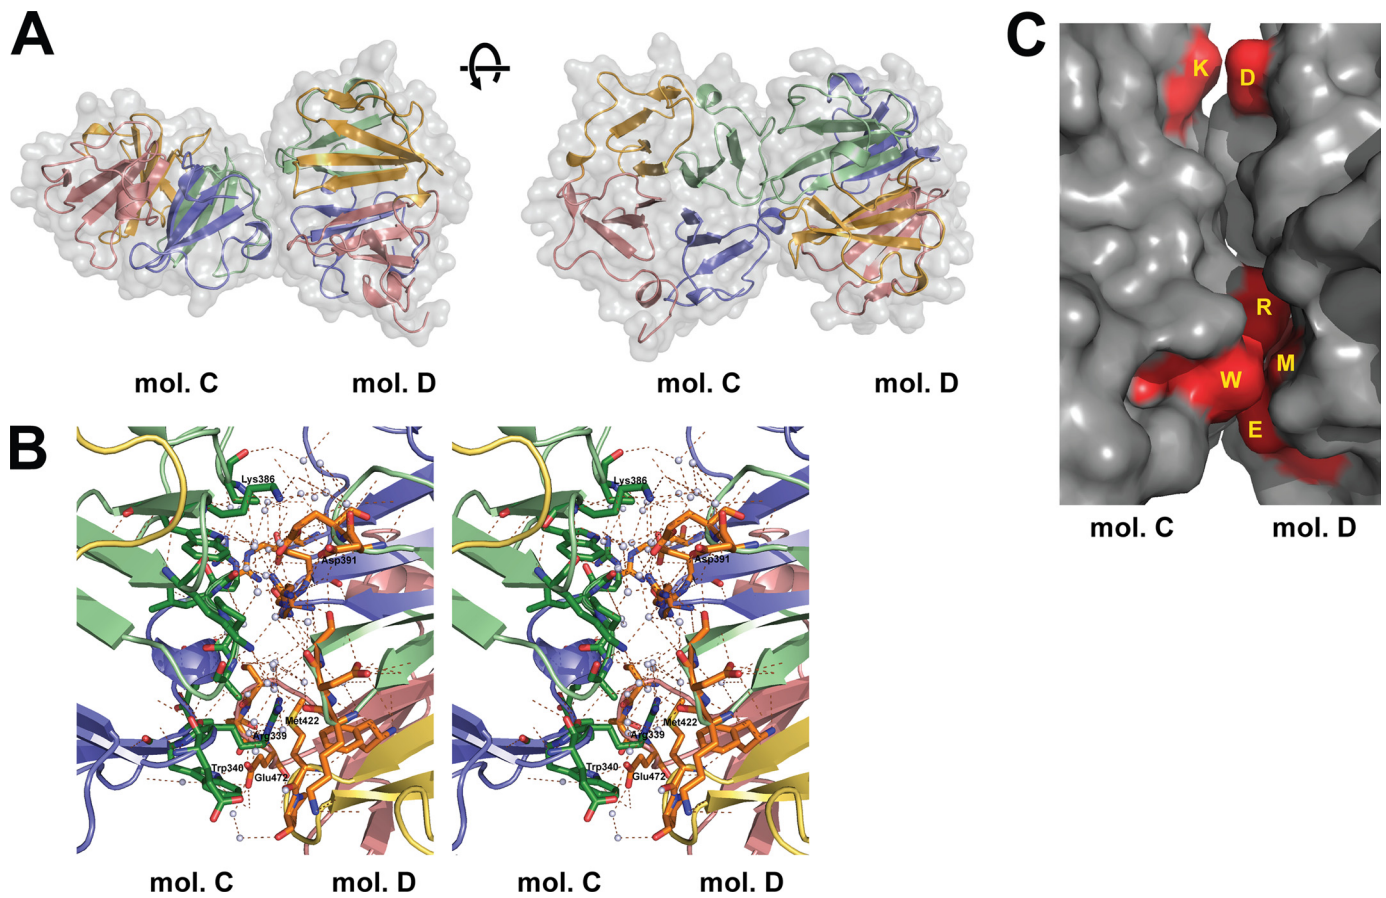 A
mol. C
mol. D
mol. C
mol. D
C
K
D
R
M
W
E
mol. C
mol. D
B
Lys386
Asp391
Met422
Arg339
Trp340
Glu472
Lys386
Asp391
Met422
Arg339
Trp340
Glu472
mol. C
mol. D
mol. C
mol. D